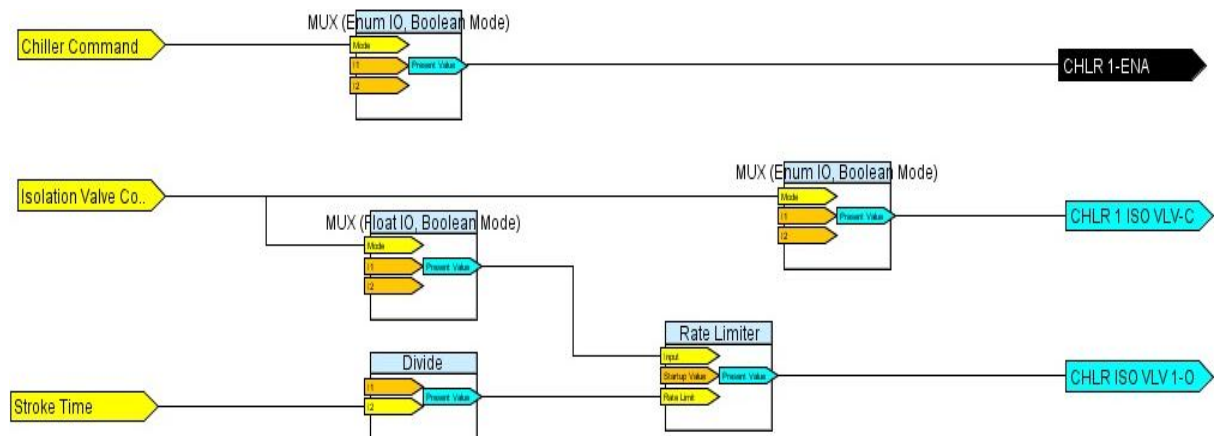 MUX (Enum IO, Boolean Mode)
Chiller Command
Mode
I1
Present Value
I2
CHLR 1-ENA
MUX (Enum IO, Boolean Mode)
Isolation Valve Co..
Mode
I1
Present Value
I2
CHLR 1 ISO VLV-C
MUX (Float IO, Boolean Mode)
Mode
I1
Present Value
I2
Rate Limiter
Input
Startup Value
Present Value
Rate Limit
CHLR ISO VLV 1-O
Divide
I1
Present Value
I2
Stroke Time